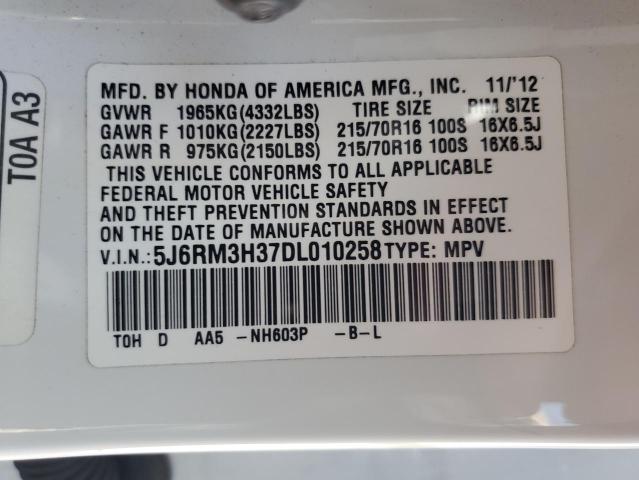 MFD. BY HONDA OF AMERICA MFG., INC. 11/'12
GVWR 1965KG(4332LBS) TIRE SIZE RIM SIZE
GAWR F 1010KG(2227LBS) 215/70R16 100S 16X6.5J
GAWR R 975KG(2150LBS) 215/70R16 100S 16X6.5J
THIS VEHICLE CONFORMS TO ALL APPLICABLE
FEDERAL MOTOR VEHICLE SAFETY
AND THEFT PREVENTION STANDARDS IN EFFECT
ON THE DATE OF MANUFACTURE SHOWN ABOVE.
V.I.N.: 5J6RM3H37DL010258 TYPE: MPV
TOH D AA5 -NH603P -B-L
TOA A3